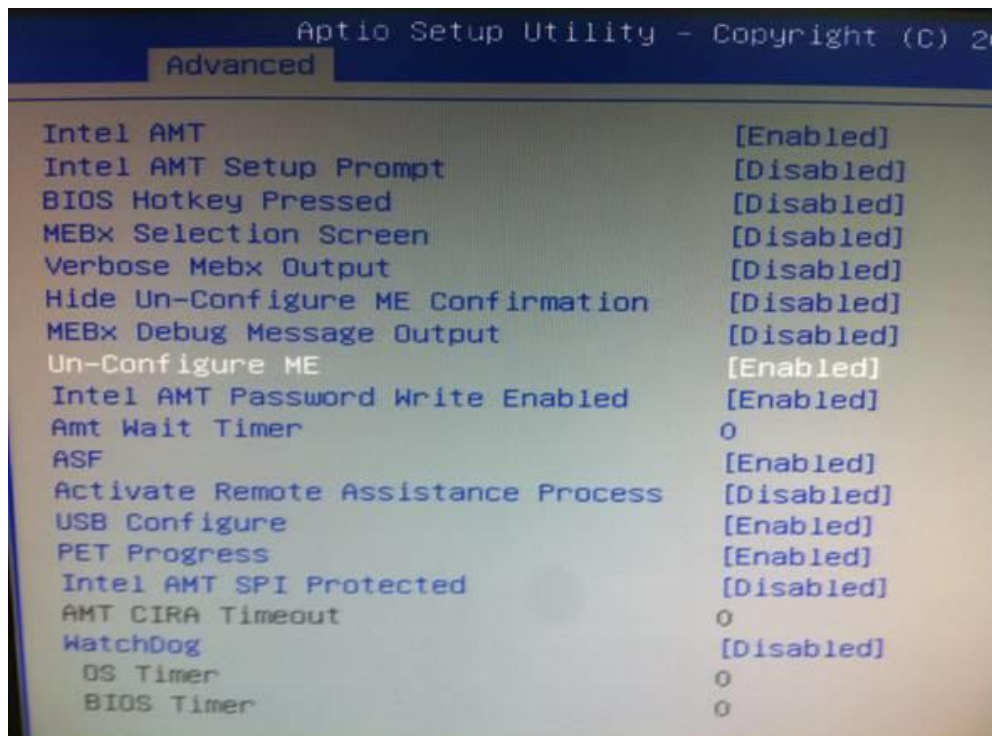 Aptio Setup Utility - Copyright (C)
Advanced
Intel AMT [Enabled]
Intel AMT Setup Prompt [Disabled]
BIOS Hotkey Pressed [Disabled]
MEBx Selection Screen [Disabled]
Verbose Mebx Output [Disabled]
Hide Un-Configure ME Confirmation [Disabled]
MEBx Debug Message Output [Disabled]
Un-Configure ME [Enabled]
Intel AMT Password Write Enabled [Enabled]
Amt Wait Timer 0
ASF [Enabled]
Activate Remote Assistance Process [Disabled]
USB Configure [Enabled]
PET Progress [Enabled]
Intel AMT SPI Protected [Disabled]
AMT CIRA Timeout 0
WatchDog [Disabled]
OS Timer 0
BIOS Timer 0